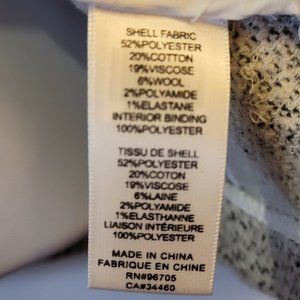 SHELL FABRIC
52%POLYESTER
20%COTTON
19%VISCOSE
6%WOOL
2%POLYAMIDE
1%ELASTANE
INTERIOR BINDING
100%POLYESTER
TISSU DE SHELL
52%POLYESTER
20%COTON
19%VISCOSE
6%LAINE
2%POLYAMIDE
1%ELASTHANNE
LIAISON INTÉRIEURE
100%POLYESTER
MADE IN CHINA
FABRIQUE EN CHINE
RN#96705
CA#34460